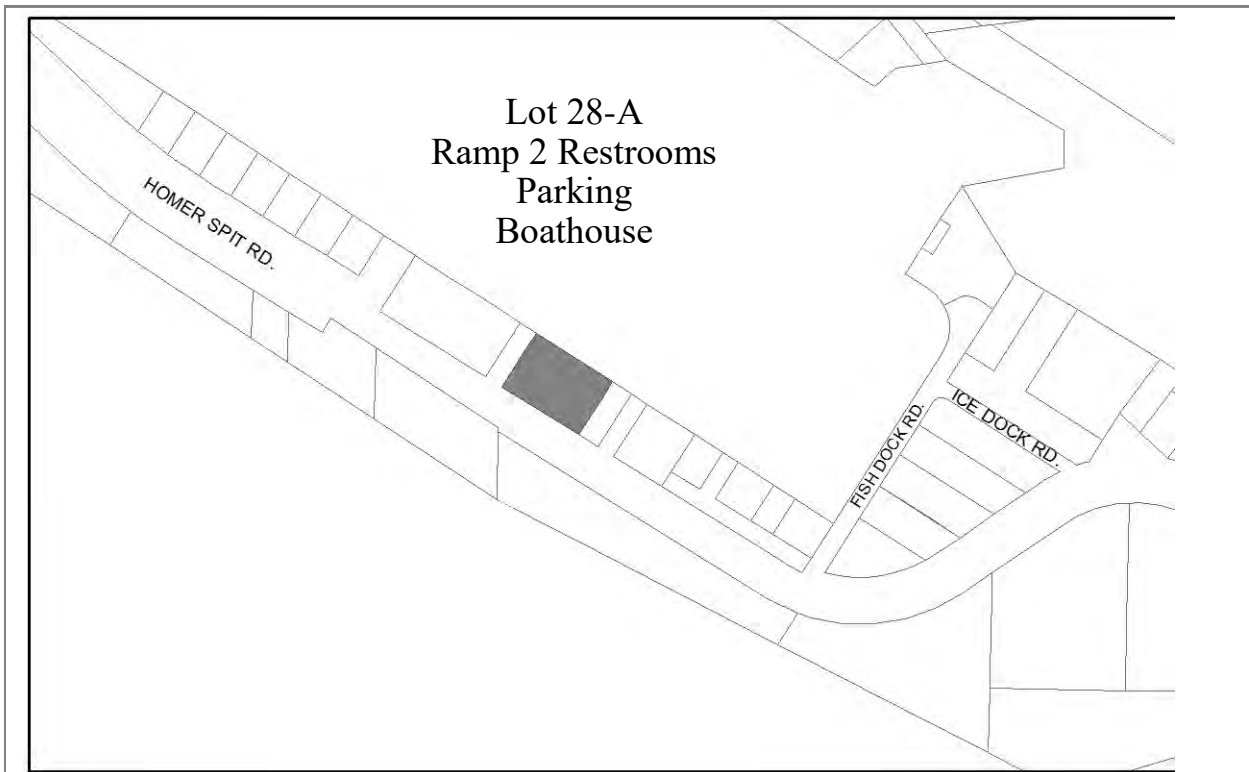 Lot 28-A
Ramp 2 Restrooms
Parking
Boathouse
HOMER SPIT RD.
FISH DOCK RD.
ICE DOCK RD.